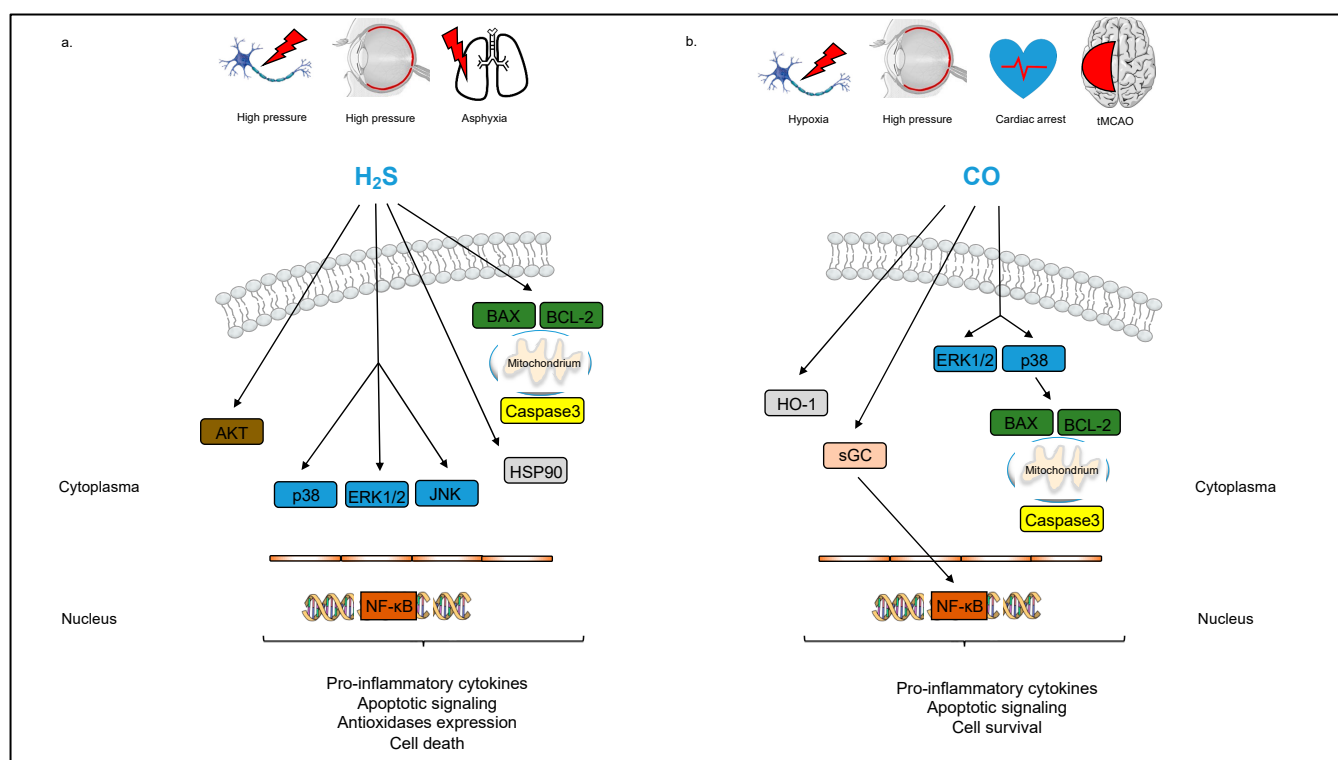 a.
High pressure
High pressure
Asphyxia
H₂S
BAX
BCL-2
Mitochondrium
Caspase3
AKT
HSP90
p38
ERK1/2
JNK
Cytoplasma
Nucleus
NF-κB
Pro-inflammatory cytokines
Apoptotic signaling
Antioxidases expression
Cell death
b.
Hypoxia
High pressure
Cardiac arrest
tMCAO
CO
ERK1/2
p38
HO-1
BAX
BCL-2
sGC
Mitochondrium
Caspase3
Cytoplasma
NF-κB
Nucleus
Pro-inflammatory cytokines
Apoptotic signaling
Cell survival